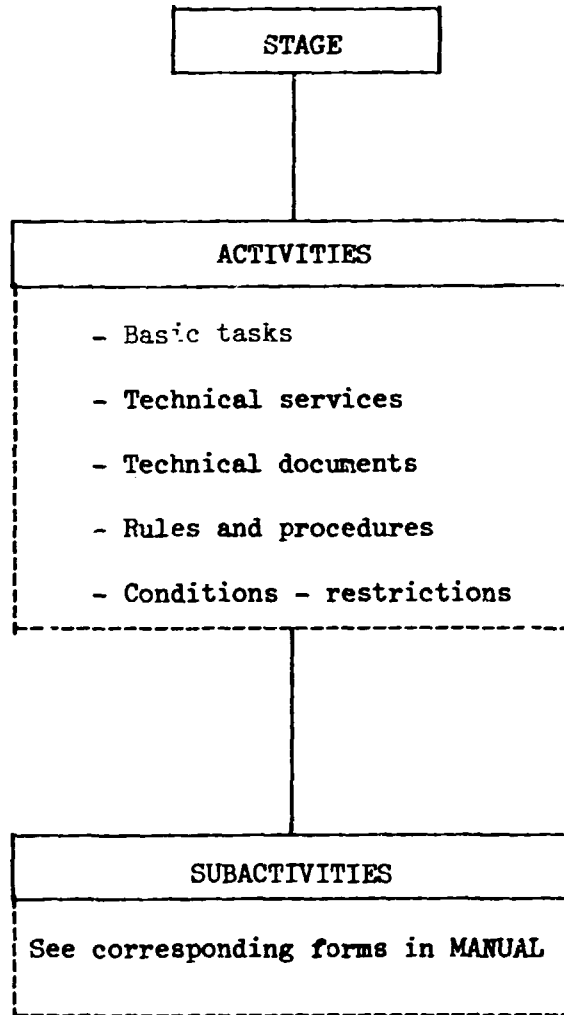 STAGE
ACTIVITIES
- Basic tasks
- Technical services
- Technical documents
- Rules and procedures
- Conditions - restrictions
SUBACTIVITIES
See corresponding forms in MANUAL